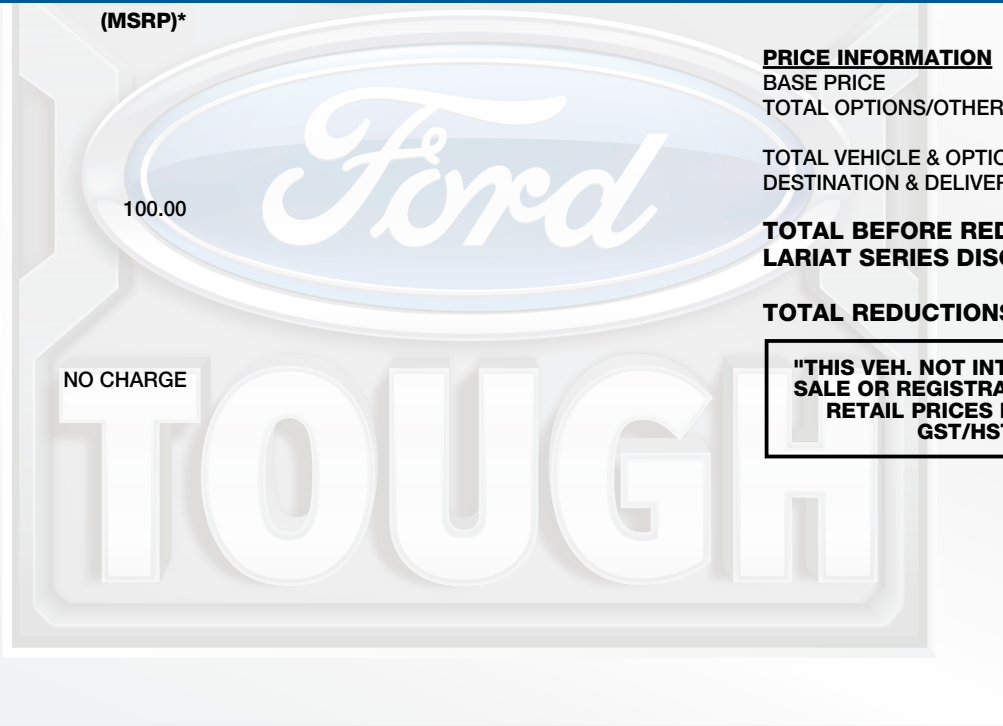 (MSRP)*
100.00
NO CHARGE
Ford
TOUGH
PRICE INFORMATION
BASE PRICE
TOTAL OPTIONS/OTHER
TOTAL VEHICLE & OPTIO
DESTINATION & DELIVER
TOTAL BEFORE RED
LARIAT SERIES DISC
TOTAL REDUCTIONS
"THIS VEH. NOT INT
SALE OR REGISTRA
RETAIL PRICES
GST/HST